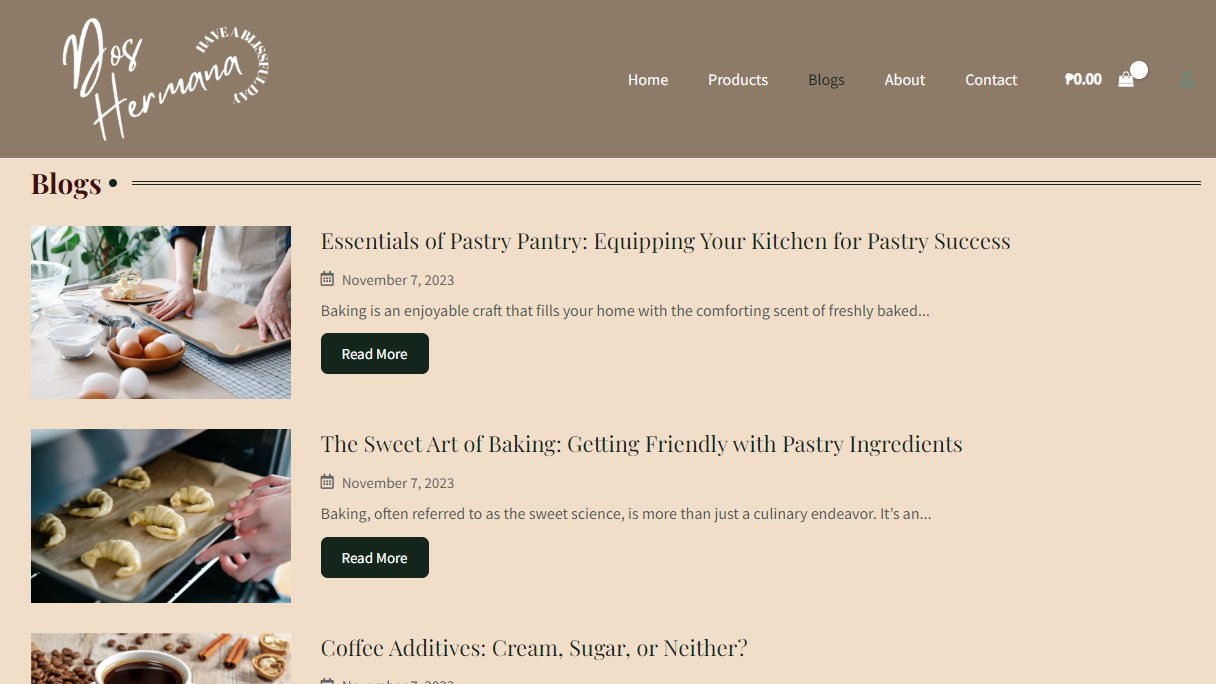 Dos
Hermana
HAVE A BLISSFUL DAY
Home
Products
Blogs
About
Contact
₱0.00
Blogs
Essentials of Pastry Pantry: Equipping Your Kitchen for Pastry Success
November 7, 2023
Baking is an enjoyable craft that fills your home with the comforting scent of freshly baked...
Read More
The Sweet Art of Baking: Getting Friendly with Pastry Ingredients
November 7, 2023
Baking, often referred to as the sweet science, is more than just a culinary endeavor. It’s an...
Read More
Coffee Additives: Cream, Sugar, or Neither?
November 7, 2023